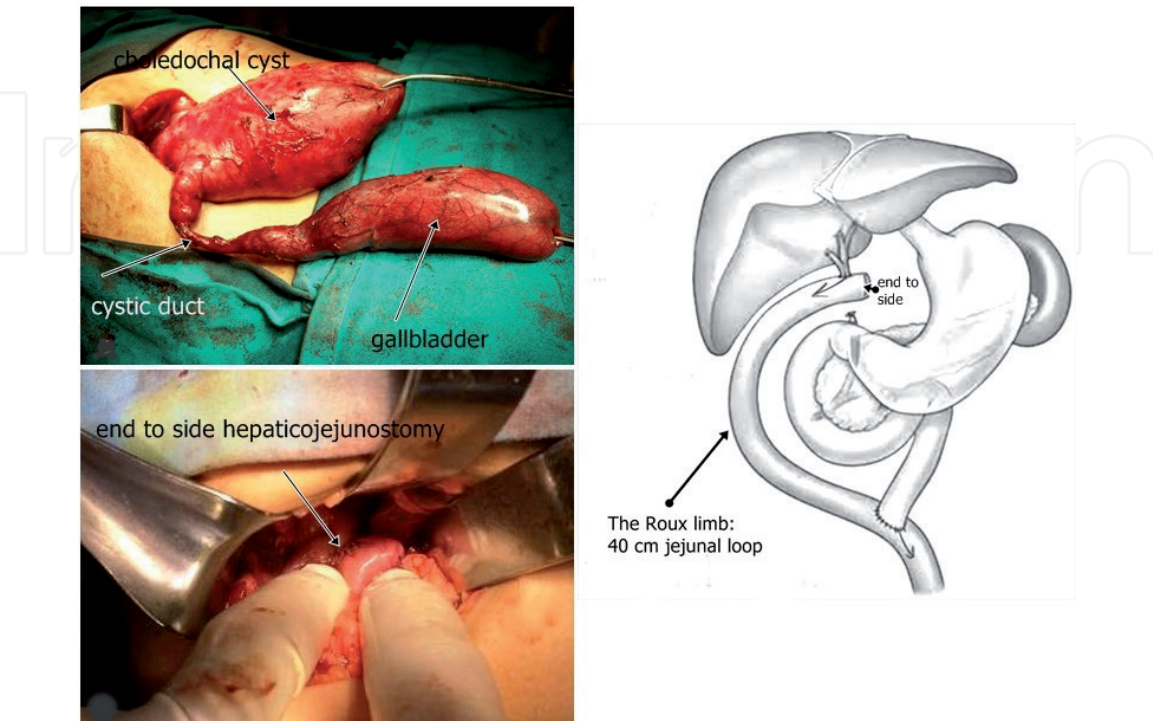 choledochal cyst
cystic duct
gallbladder
end to side hepaticojejunostomy
end to
side
The Roux limb:
40 cm jejunal loop